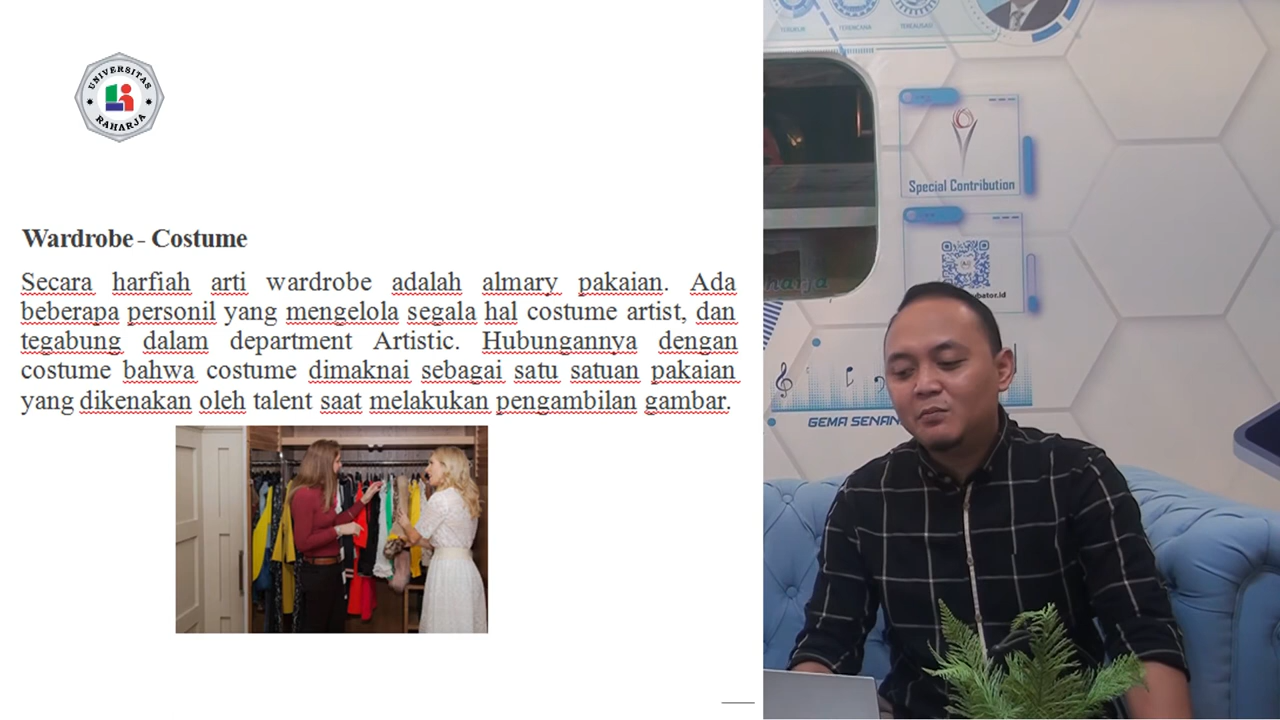 UNIVERSITAS
RAHARJA
Wardrobe - Costume
Secara harfiah arti wardrobe adalah almary pakaian. Ada
beberapa personil yang mengelola segala hal costume artist, dan
tegabung dalam department Artistic. Hubungannya dengan
costume bahwa costume dimaknai sebagai satu satuan pakaian
yang dikenakan oleh talent saat melakukan pengambilan gambar.
Special Contribution
GEMA